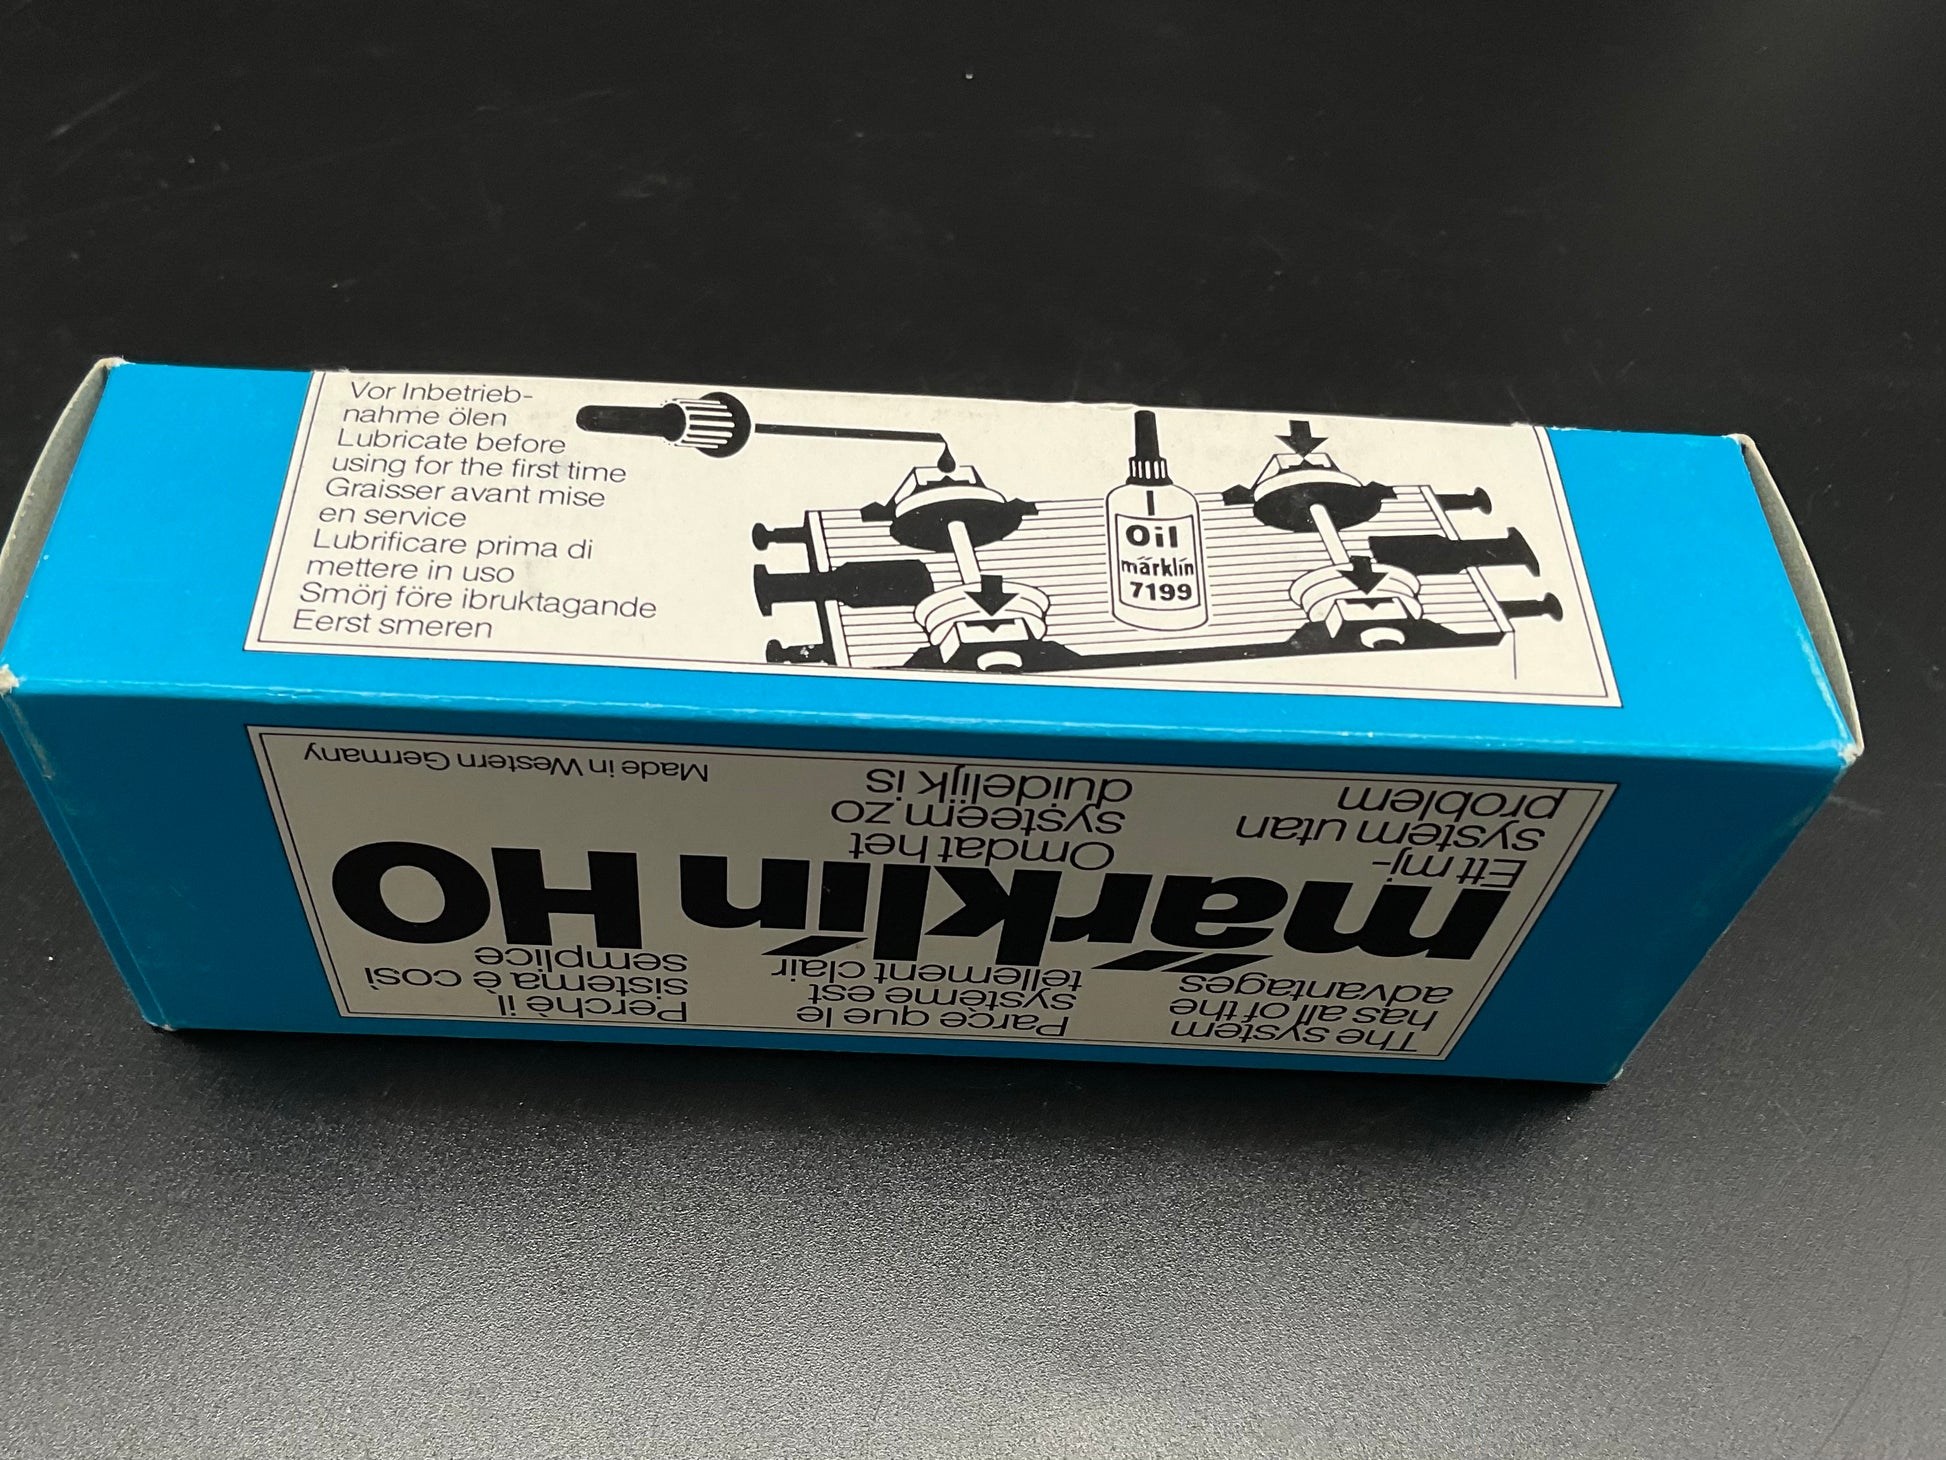 Vor Inbetrieb-
nahme ölen
Lubricate before
using for the first time
Graisser avant mise
en service
Lubrificare prima di
mettere in uso
Smörj före ibruktagande
Eerst smeren
Oil
märklin
7199
The system
has all of the
advantages
Parce que le
système est
tellement clair
Perchè il
sistema è così
semplice
märklin HO
Ett mj-
system utan
problem
Omdat het
systeem zo
duidelijk is
Made in Western Germany